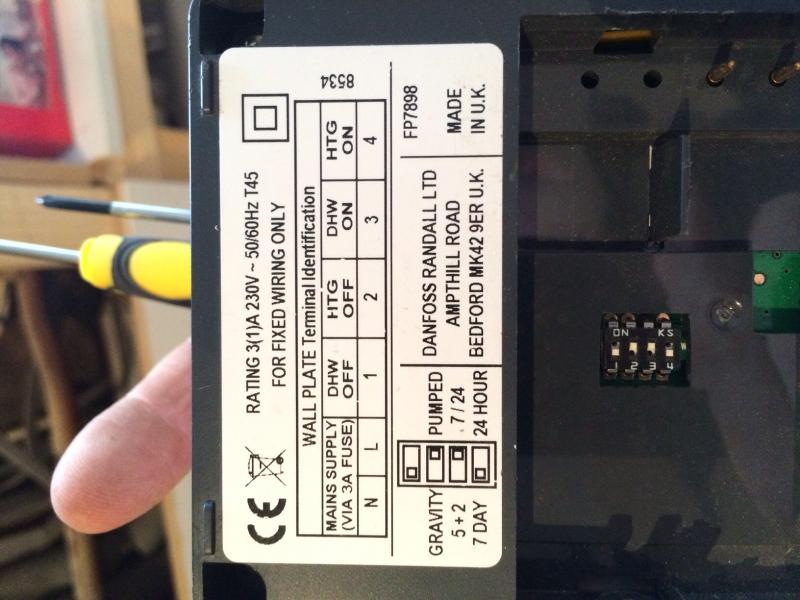 8534
CE
RATING 3(1)A 230V ~ 50/60Hz T45
FOR FIXED WIRING ONLY
WALL PLATE Terminal Identification
MAINS SUPPLY
(VIA 3A FUSE)
DHW
OFF
HTG
OFF
DHW
ON
HTG
ON
N L 1 2 3 4
GRAVITY PUMPED
5 + 2 7 / 24
7 DAY 24 HOUR
DANFOSS RANDALL LTD
AMPTHILL ROAD
BEDFORD MK42 9ER U.K.
FP7898
MADE
IN U.K.
ON KS
1 2 3 4